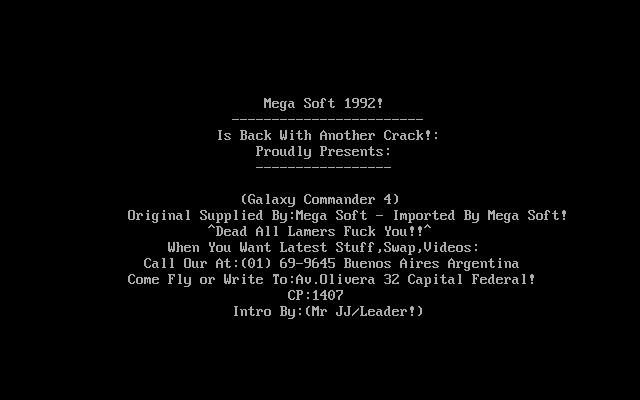 Mega Soft 1992!
------------------------
Is Back With Another Crack!:
Proudly Presents:
-----------------
(Galaxy Commander 4)
Original Supplied By:Mega Soft - Imported By Mega Soft!
^Dead All Lamers Fuck You!!^
When You Want Latest Stuff,Swap,Videos:
Call Our At:(01) 69-9645 Buenos Aires Argentina
Come Fly or Write To:Av.Olivera 32 Capital Federal!
CP:1407
Intro By:(Mr JJ/Leader!)